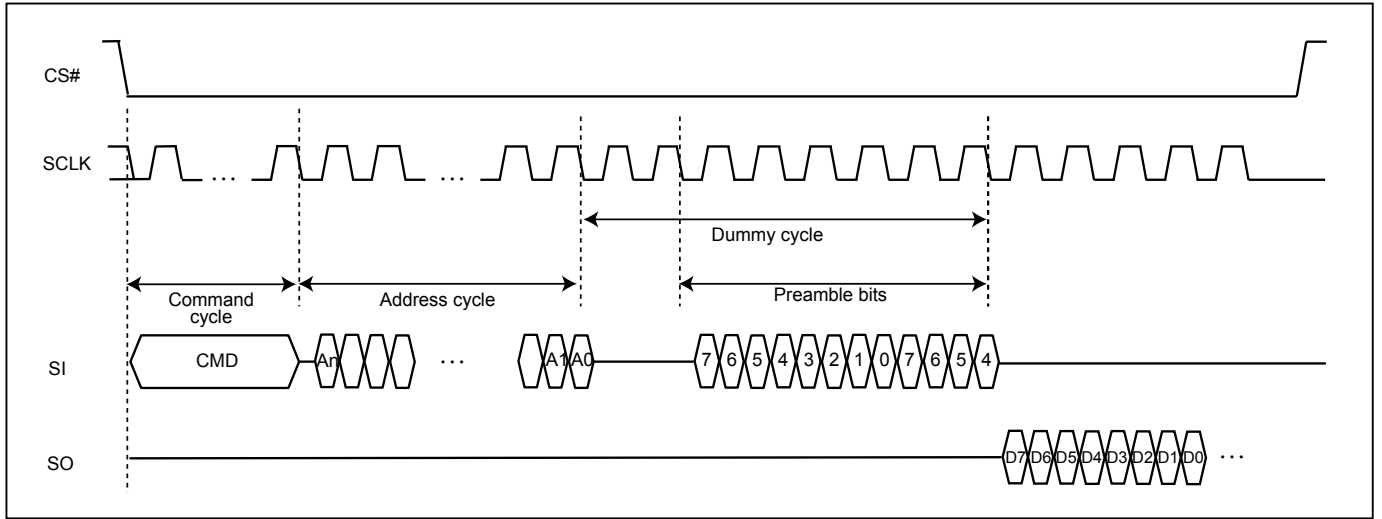 CS#
SCLK
... ...
Dummy cycle
Command
cycle
Address cycle
Preamble bits
SI
CMD
An
...
A1 A0
7 6 5 4 3 2 1 0 7 6 5 4
SO
D7 D6 D5 D4 D3 D2 D1 D0 ...